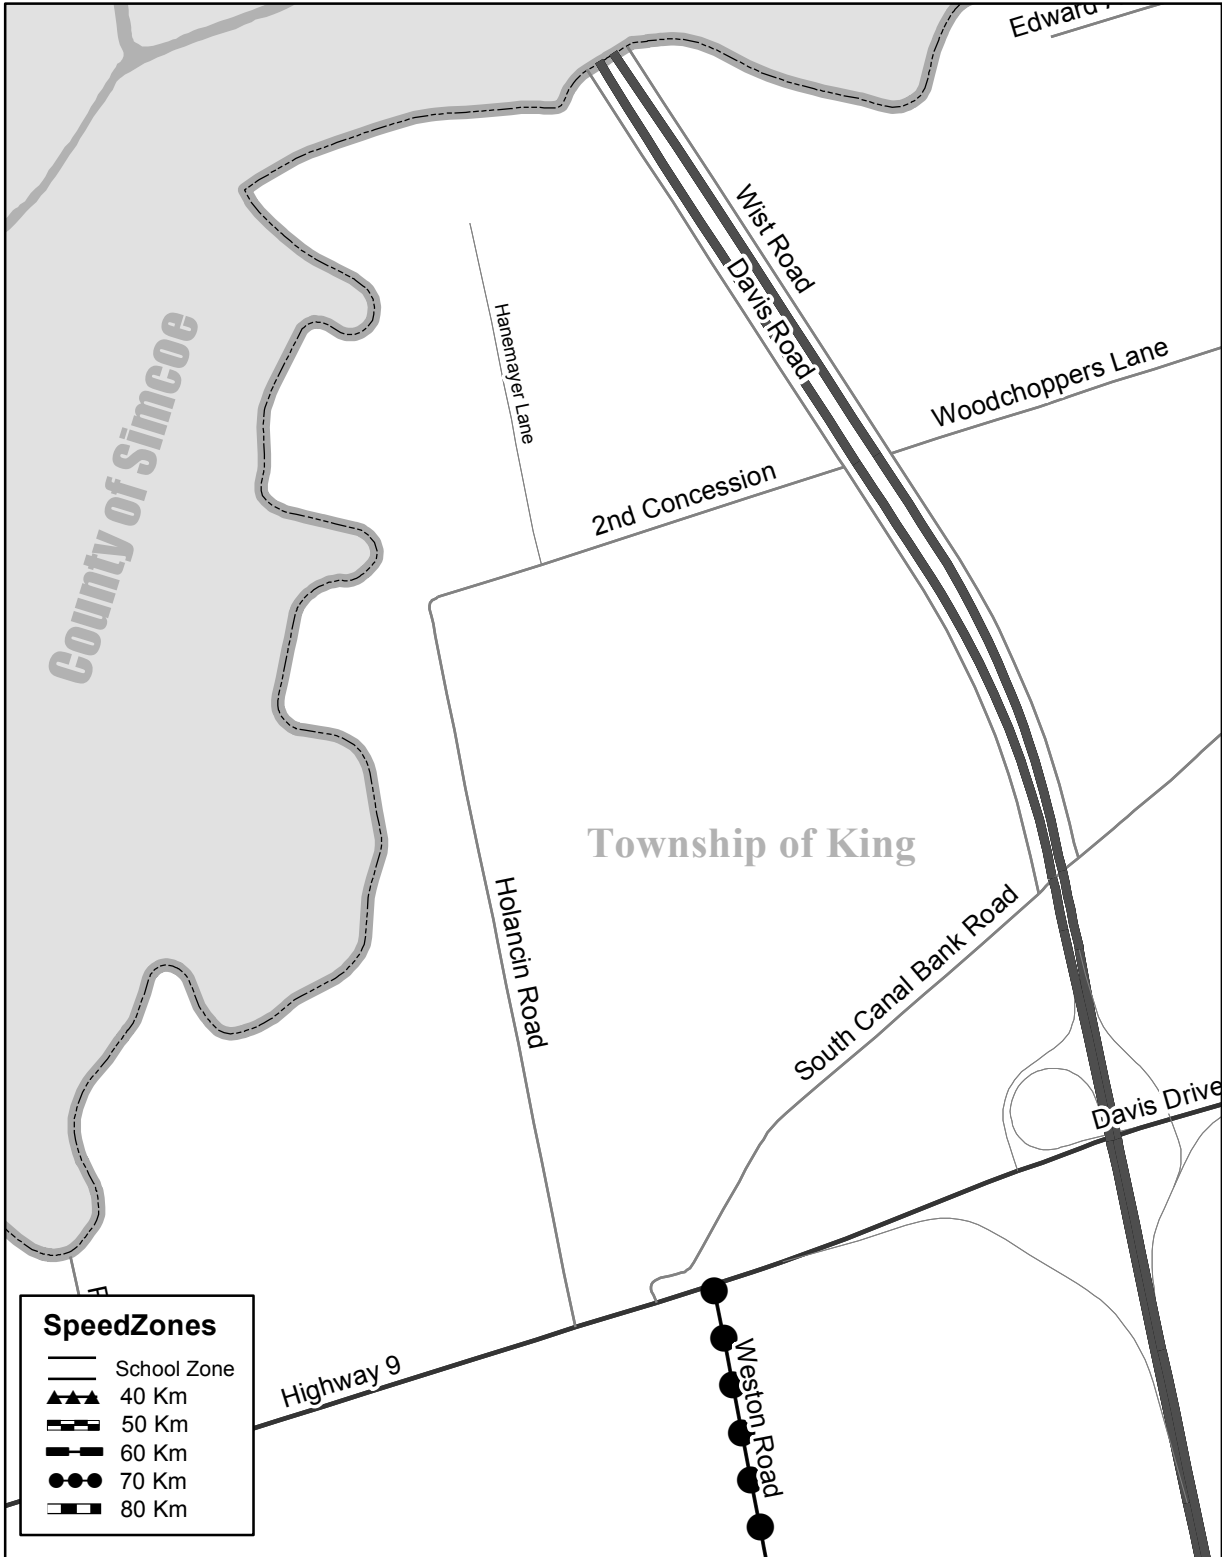 Edward
Wist Road
Davis Road
Hanemayer Lane
Woodchoppers Lane
County of Simcoe
2nd Concession
Township of King
Holancin Road
South Canal Bank Road
Davis Drive
Highway 9
Weston Road
SpeedZones
School Zone
40 Km
50 Km
60 Km
70 Km
80 Km